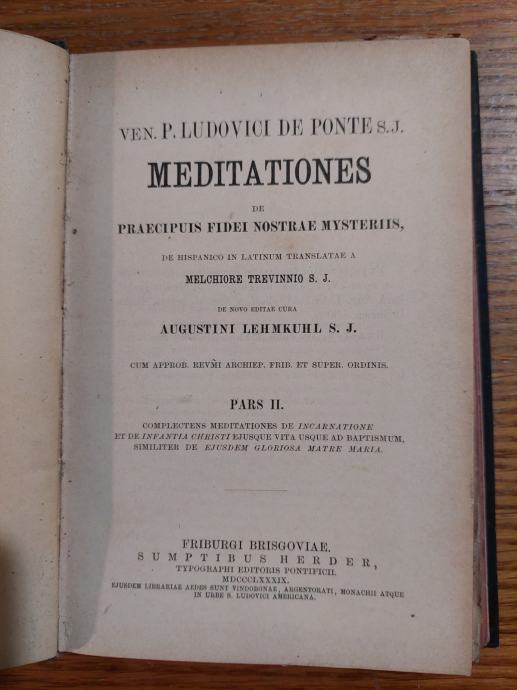 VEN. P. LUDOVICI DE PONTE S.J.
MEDITATIONES
DE
PRAECIPUIS FIDEI NOSTRAE MYSTERIIS,
DE HISPANICO IN LATINUM TRANSLATAE A
MELCHIORE TREVINNIO S. J.
DE NOVO EDITAE CURA
AUGUSTINI LEHMKUHL S. J.
CUM APPROB. REVM̃I ARCHIEP. FRIB. ET SUPER. ORDINIS.
PARS II.
COMPLECTENS MEDITATIONES DE INCARNATIONE
ET DE INFANTIA CHRISTI EJUSQUE VITA USQUE AD BAPTISMUM,
SIMILITER DE EJUSDEM GLORIOSA MATRE MARIA.
FRIBURGI BRISGOVIAE.
SUMPTIBUS HERDER,
TYPOGRAPHI EDITORIS PONTIFICII.
MDCCCLXXXIX.
EJUSDEM LIBRARIAE AEDES SUNT VINDOBONAE, ARGENTORATI, MONACHII ATQUE
IN URBE S. LUDOVICI AMERICANA.